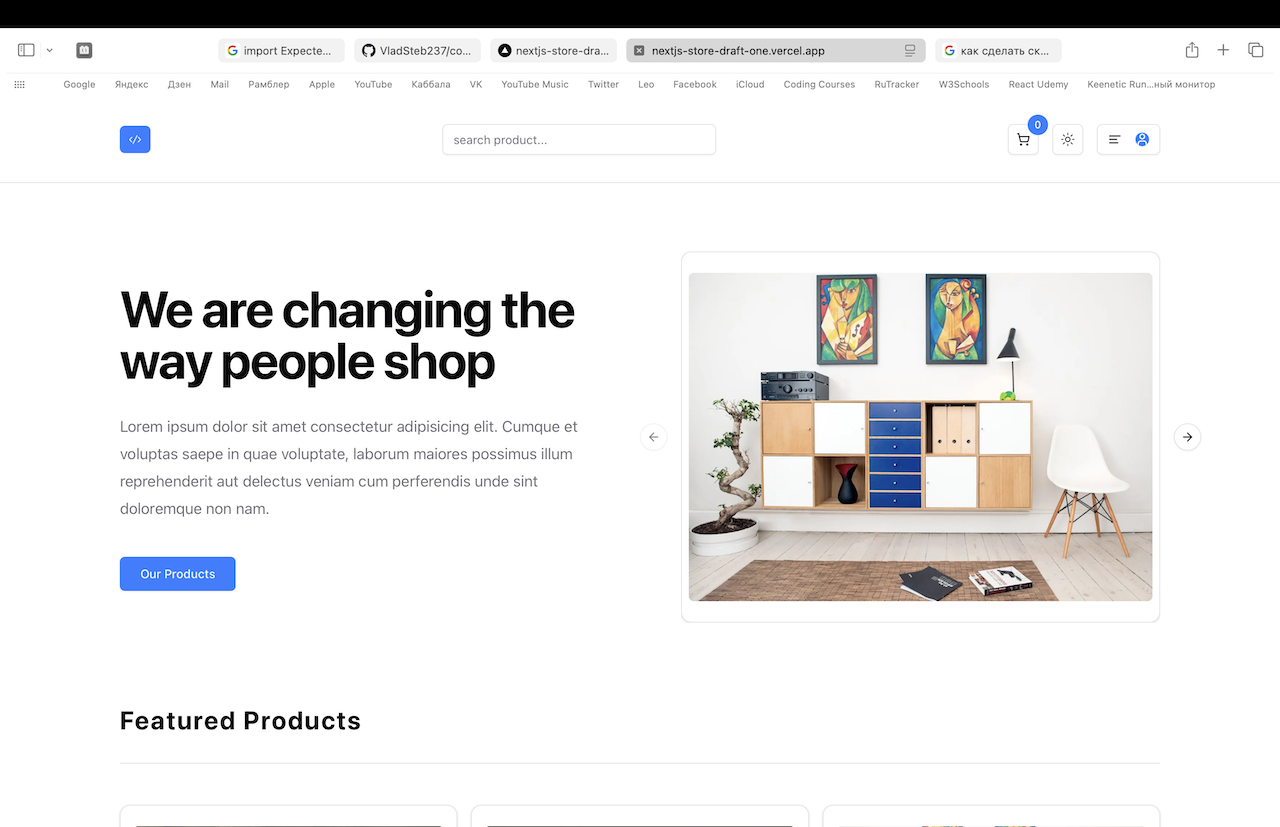 import Expecte...
VladSteb237/co...
nextjs-store-dra...
nextjs-store-draft-one.vercel.app
как сделать ск...
Google
Яндекс
Дзен
Mail
Рамблер
Apple
YouTube
Каббала
VK
YouTube Music
Twitter
Leo
Facebook
iCloud
Coding Courses
RuTracker
W3Schools
React Udemy
Keenetic Run...ный монитор
</>
search product...
0
We are changing the
way people shop
Lorem ipsum dolor sit amet consectetur adipisicing elit. Cumque et
voluptas saepe in quae voluptate, laborum maiores possimus illum
reprehenderit aut delectus veniam cum perferendis unde sint
doloremque non nam.
Our Products
Featured Products